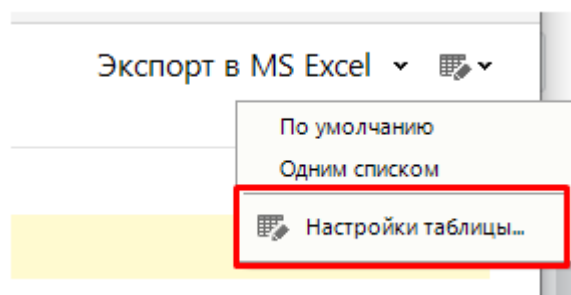 Экспорт в MS Excel
По умолчанию
Одним списком
Настройки таблицы...